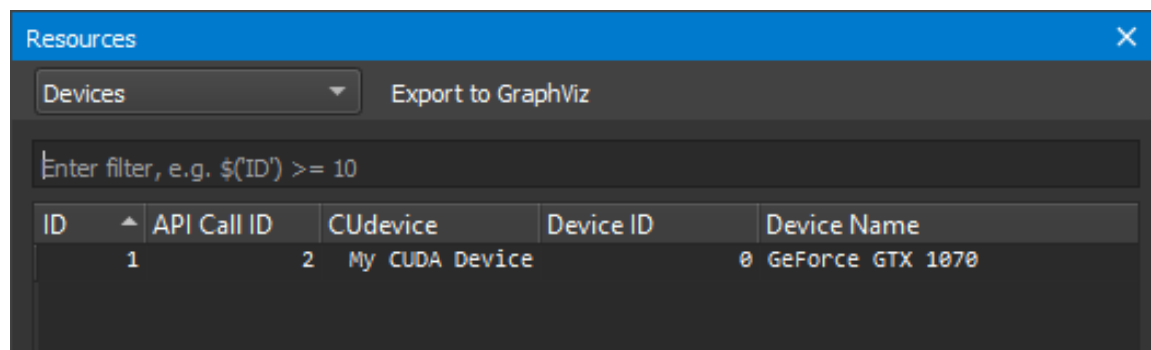 Resources
Devices Export to GraphViz
Enter filter, e.g. $('ID') >= 10
ID API Call ID CUdevice Device ID Device Name
1 2 My CUDA Device 0 GeForce GTX 1070